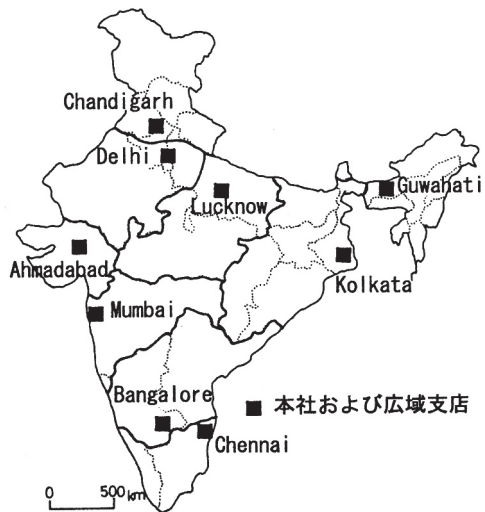 Chandigarh
Delhi
Lucknow
Guwahati
Ahmadabad
Kolkata
Mumbai
Bangalore
本社および広域支店
Chennai
0 500km